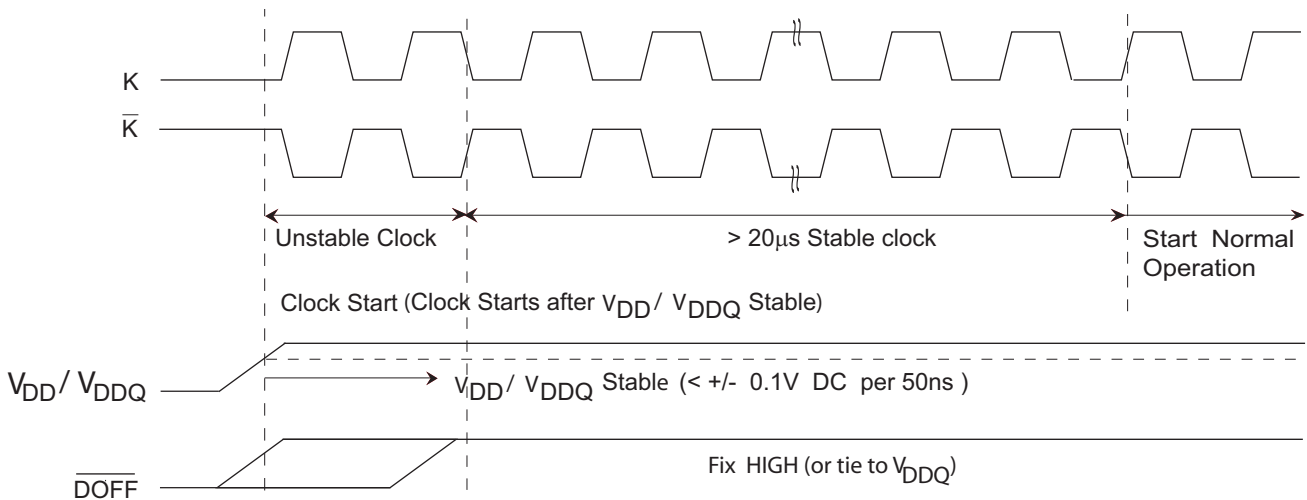 K
K̅
Unstable Clock
> 20μs Stable clock
Start Normal
Operation
Clock Start (Clock Starts after VDD / VDDQ Stable)
VDD / VDDQ
VDD / VDDQ Stable (< +/- 0.1V DC per 50ns )
D̅O̅F̅F̅
Fix HIGH (or tie to VDDQ)